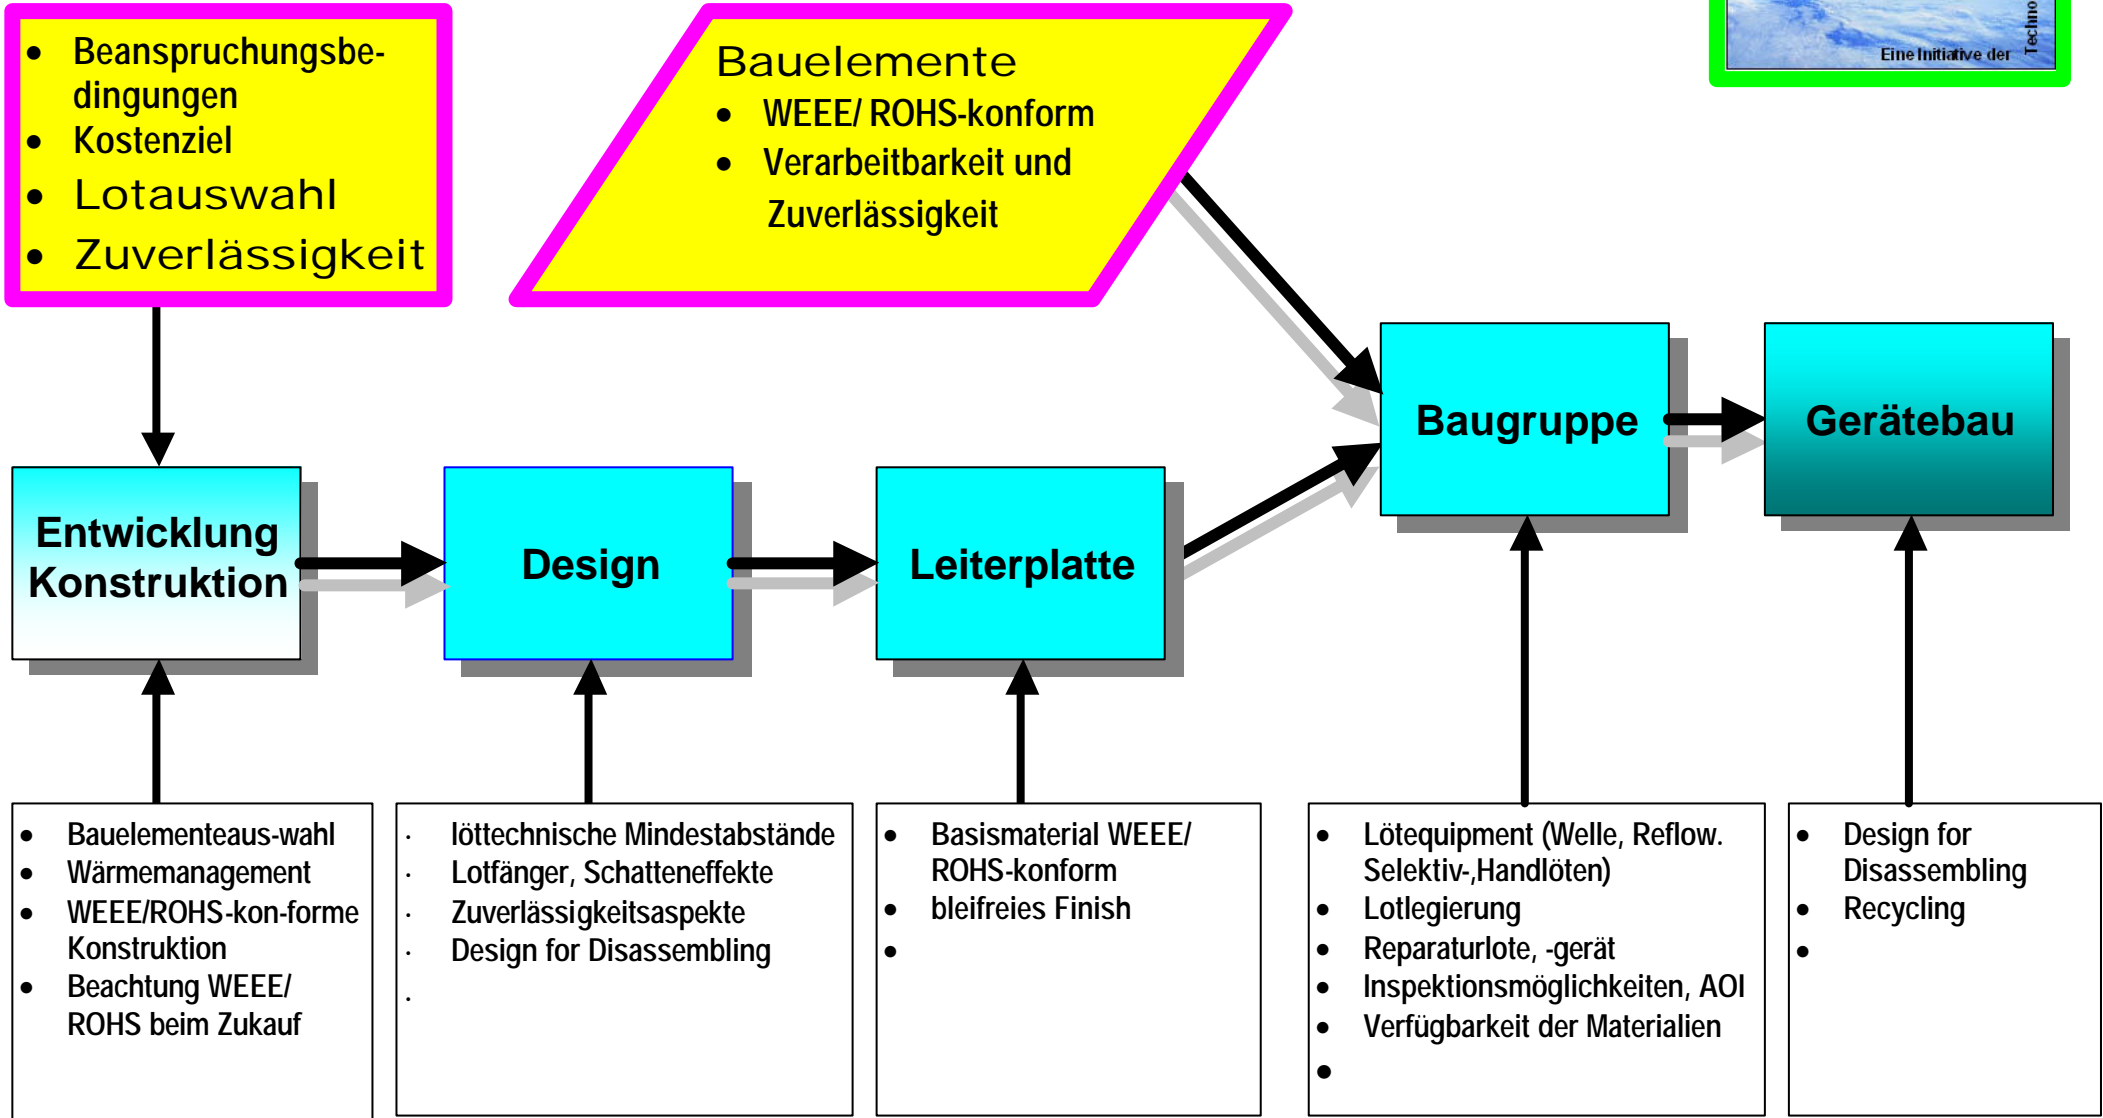 • Beanspruchungsbe-
dingungen
• Kostenziel
• Lotauswahl
• Zuverlässigkeit
Bauelemente
• WEEE/ ROHS-konform
• Verarbeitbarkeit und
Zuverlässigkeit
Eine Initiative der
Techno
Entwicklung
Konstruktion
Design
Leiterplatte
Baugruppe
Gerätebau
• Bauelementeaus-wahl
• Wärmemanagement
• WEEE/ROHS-kon-forme
Konstruktion
• Beachtung WEEE/
ROHS beim Zukauf
· löttechnische Mindestabstände
· Lotfänger, Schatteneffekte
· Zuverlässigkeitsaspekte
· Design for Disassembling
·
• Basismaterial WEEE/
ROHS-konform
• bleifreies Finish
•
• Lötequipment (Welle, Reflow.
Selektiv-,Handlöten)
• Lotlegierung
• Reparaturlote, -gerät
• Inspektionsmöglichkeiten, AOI
• Verfügbarkeit der Materialien
•
• Design for
Disassembling
• Recycling
•